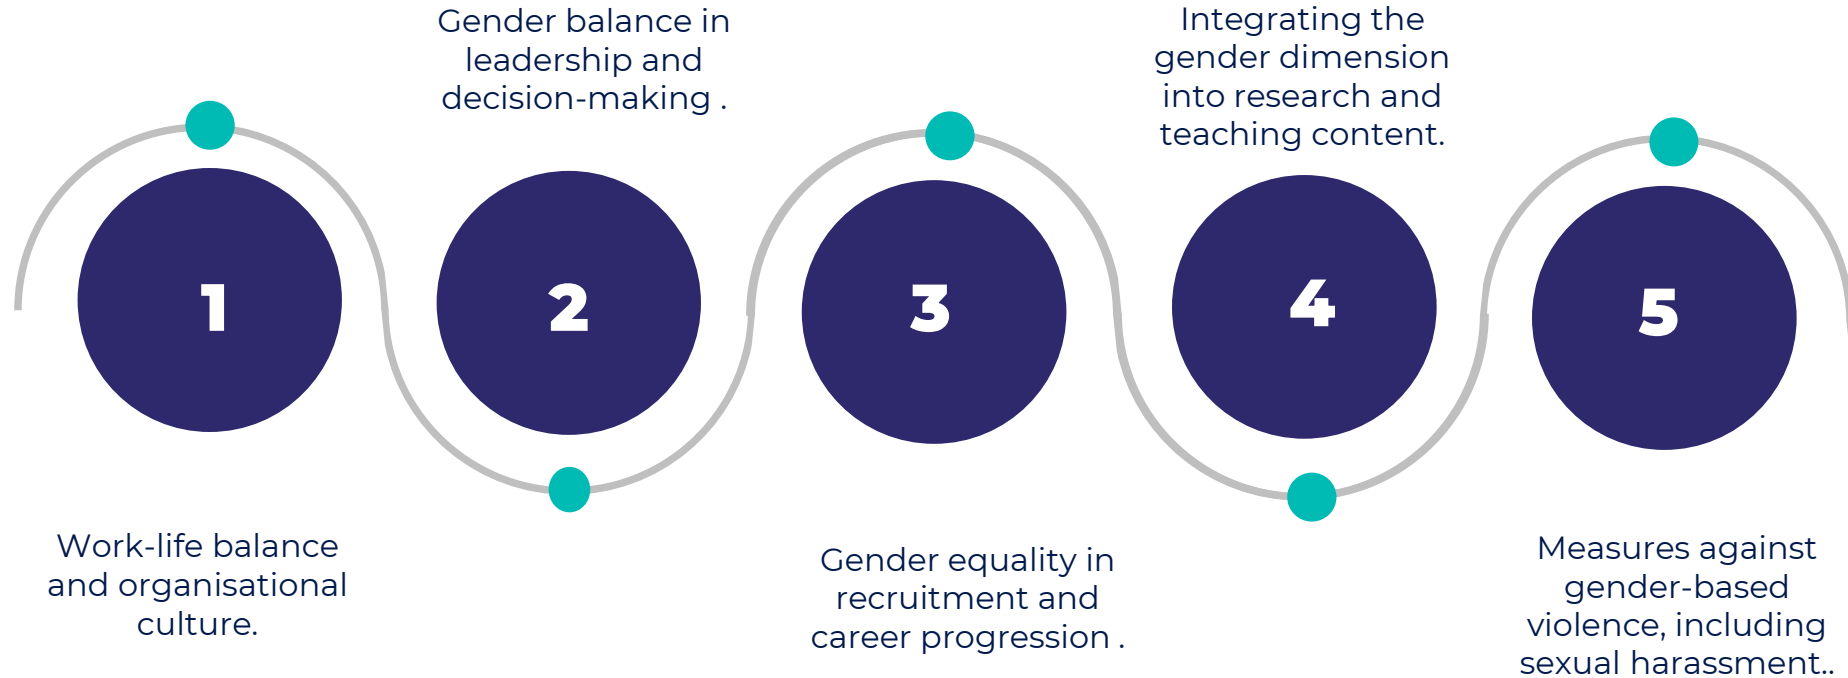 1
Work-life balance
and organisational
culture.
Gender balance in
leadership and
decision-making .
2
3
Gender equality in
recruitment and
career progression .
Integrating the
gender dimension
into research and
teaching content.
4
5
Measures against
gender-based
violence, including
sexual harassment..